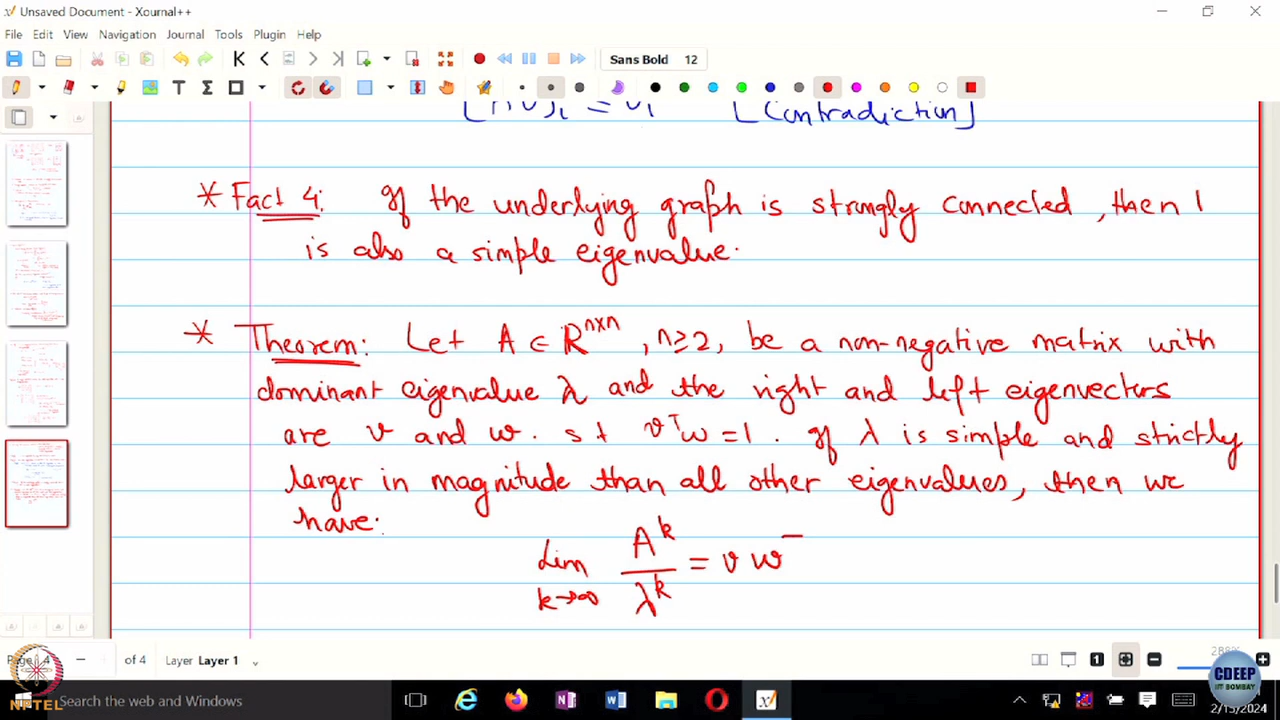 Unsaved Document - Xournal++
File Edit View Navigation Journal Tools Plugin Help
Sans Bold 12
[Contradiction]
* Fact 4: If the underlying graph is strongly connected, then 1
is also a simple eigenvalue.
* Theorem: Let A ∈ R^{n×n}, n≥2, be a non-negative matrix with
dominant eigenvalue λ and the right and left eigenvectors
are v and w. s.t v^T w = 1. If λ is simple and strictly
larger in magnitude than all other eigenvalues, then we
have:
Lim_{k→∞} A^k / λ^k = v w^-
of 4 Layer Layer 1
288%
Search the web and Windows
NPTEL
CDEEP
IIT BOMBAY
2/15/2024